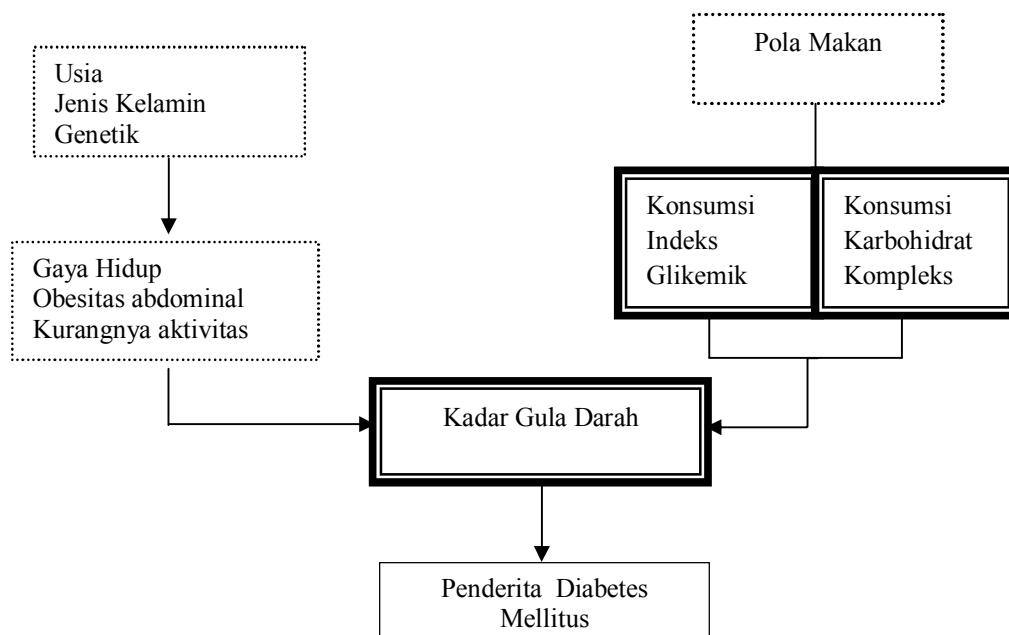 Usia
Jenis Kelamin
Genetik
Pola Makan
Konsumsi
Indeks
Glikemik
Konsumsi
Karbohidrat
Kompleks
Gaya Hidup
Obesitas abdominal
Kurangnya aktivitas
Kadar Gula Darah
Penderita Diabetes
Mellitus